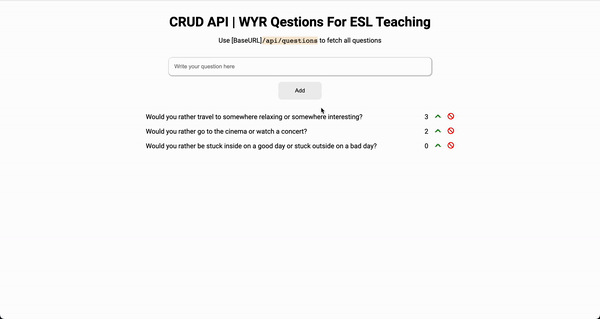 CRUD API | WYR Qestions For ESL Teaching
Use [BaseURL]/api/questions to fetch all questions
Write your question here
Add
Would you rather travel to somewhere relaxing or somewhere interesting? 3
Would you rather go to the cinema or watch a concert? 2
Would you rather be stuck inside on a good day or stuck outside on a bad day? 0